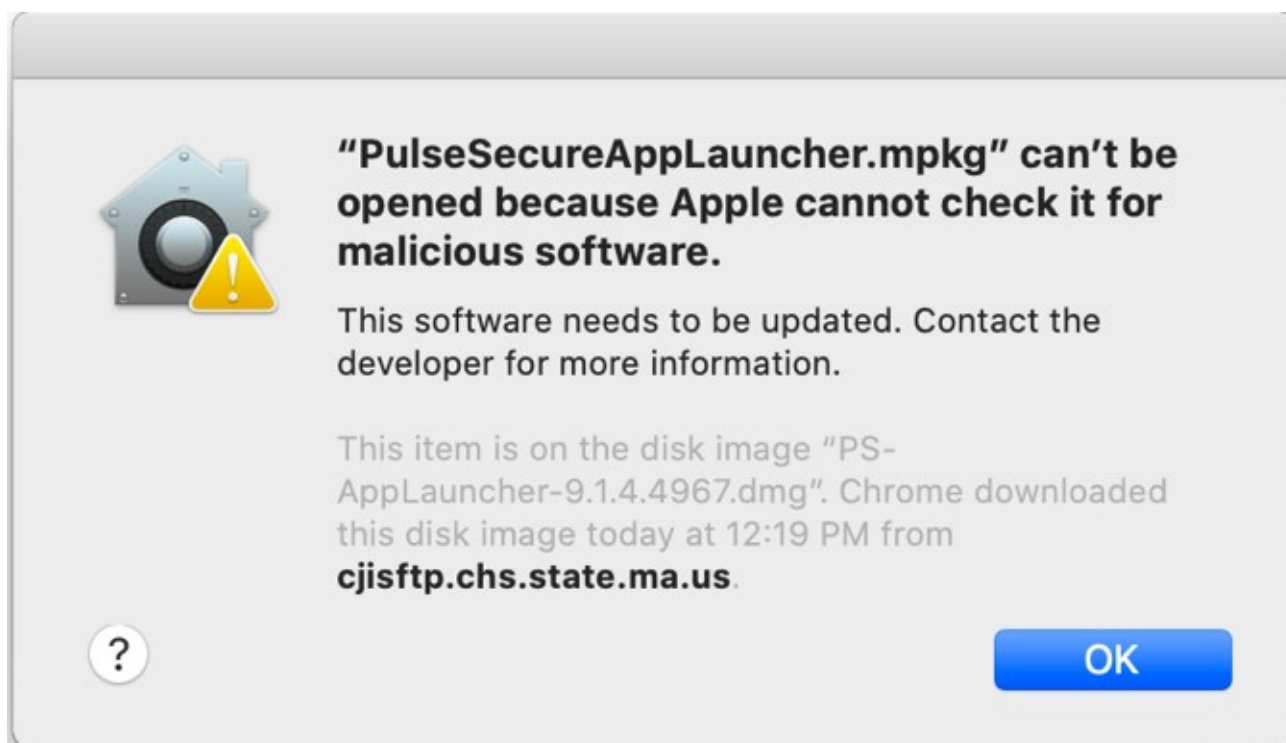 “PulseSecureAppLauncher.mpkg” can’t be
opened because Apple cannot check it for
malicious software.
This software needs to be updated. Contact the
developer for more information.
This item is on the disk image “PS-
AppLauncher-9.1.4.4967.dmg”. Chrome downloaded
this disk image today at 12:19 PM from
cjisftp.chs.state.ma.us.
?
OK